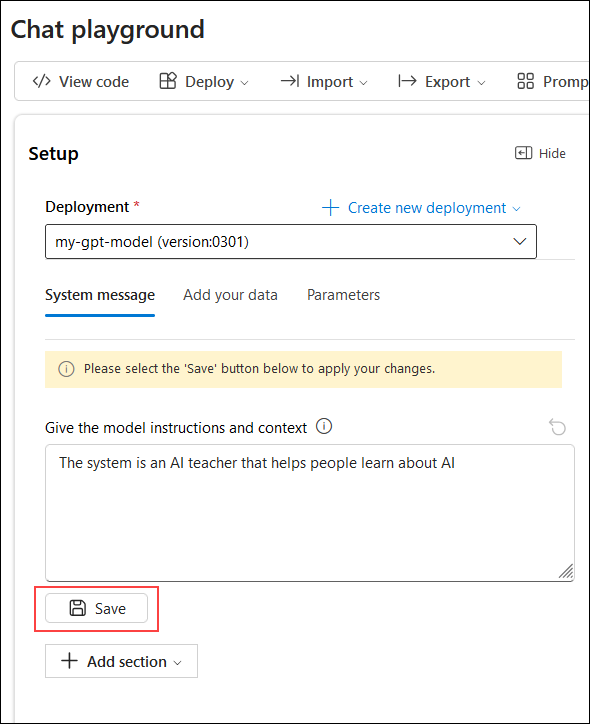 Chat playground
View code Deploy Import Export Promp
Setup Hide
Deployment * Create new deployment
my-gpt-model (version:0301)
System message Add your data Parameters
Please select the 'Save' button below to apply your changes.
Give the model instructions and context
The system is an AI teacher that helps people learn about AI
Save
Add section